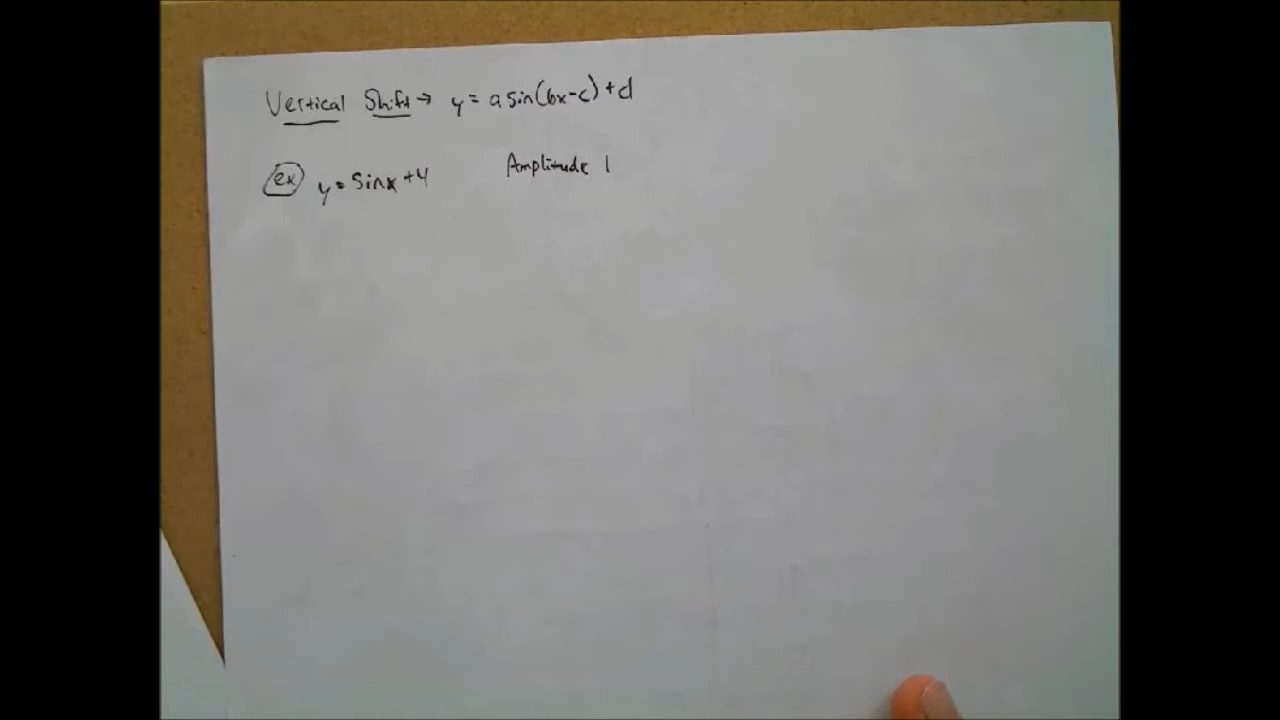 Vertical Shift → y = a sin(bx-c) + d
ex y = sinx + 4 Amplitude 1